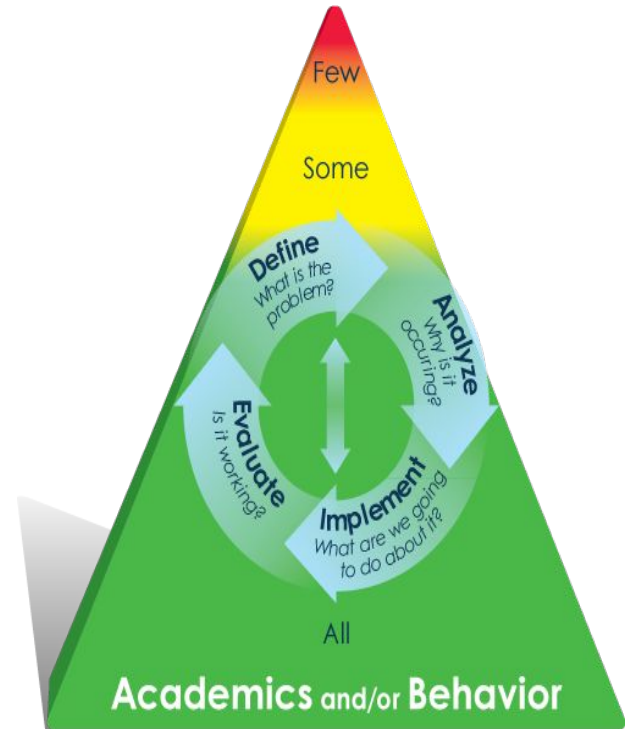 Few
Some
Define
What is the
problem?
Analyze
Why is it
occuring?
Implement
What are we going
to do about it?
Evaluate
Is it working?
All
Academics and/or Behavior